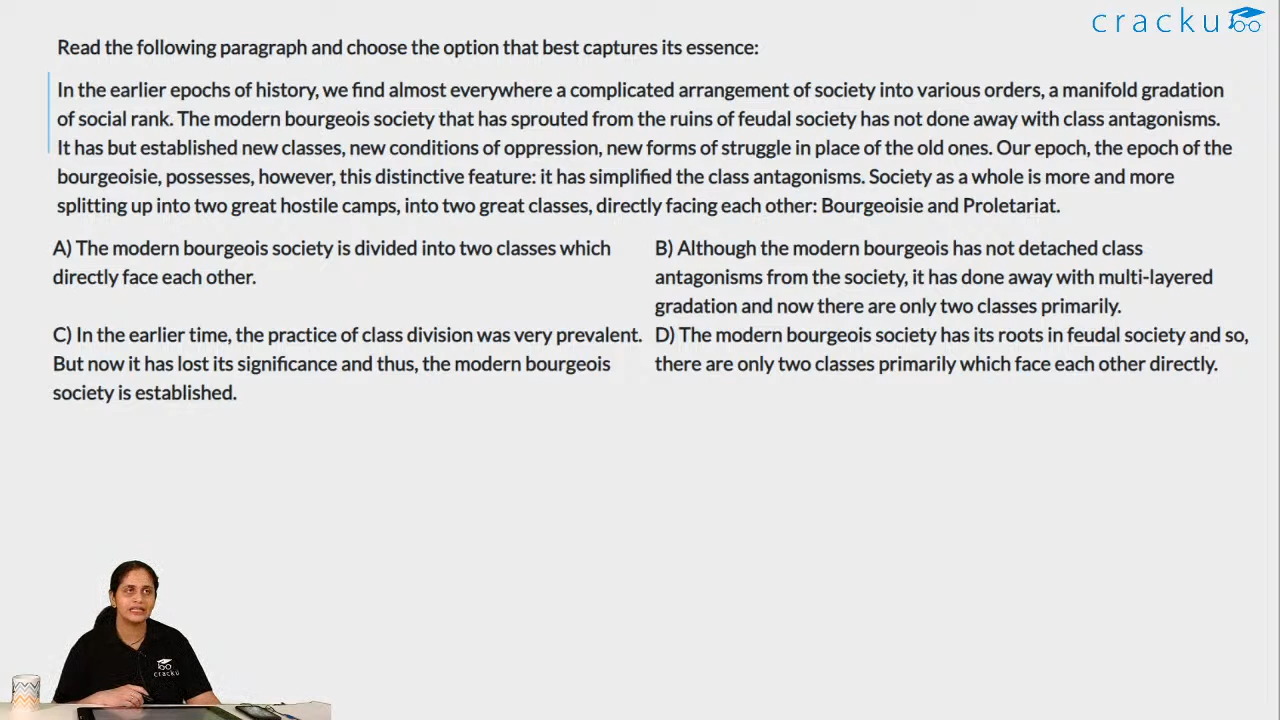 cracku
Read the following paragraph and choose the option that best captures its essence:
In the earlier epochs of history, we find almost everywhere a complicated arrangement of society into various orders, a manifold gradation
of social rank. The modern bourgeois society that has sprouted from the ruins of feudal society has not done away with class antagonisms.
It has but established new classes, new conditions of oppression, new forms of struggle in place of the old ones. Our epoch, the epoch of the
bourgeoisie, possesses, however, this distinctive feature: it has simplified the class antagonisms. Society as a whole is more and more
splitting up into two great hostile camps, into two great classes, directly facing each other: Bourgeoisie and Proletariat.
A) The modern bourgeois society is divided into two classes which
directly face each other.
B) Although the modern bourgeois has not detached class
antagonisms from the society, it has done away with multi-layered
gradation and now there are only two classes primarily.
C) In the earlier time, the practice of class division was very prevalent.
But now it has lost its significance and thus, the modern bourgeois
society is established.
D) The modern bourgeois society has its roots in feudal society and so,
there are only two classes primarily which face each other directly.
cracku